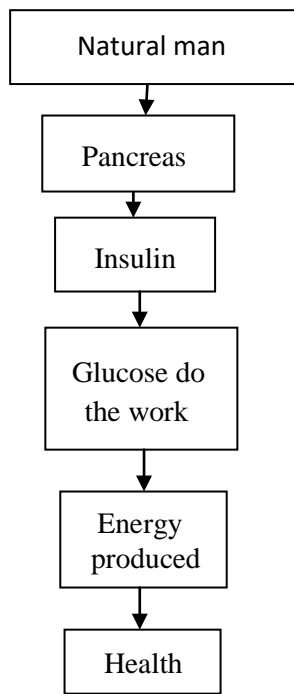 Natural man
Pancreas
Insulin
Glucose do
the work
Energy
produced
Health